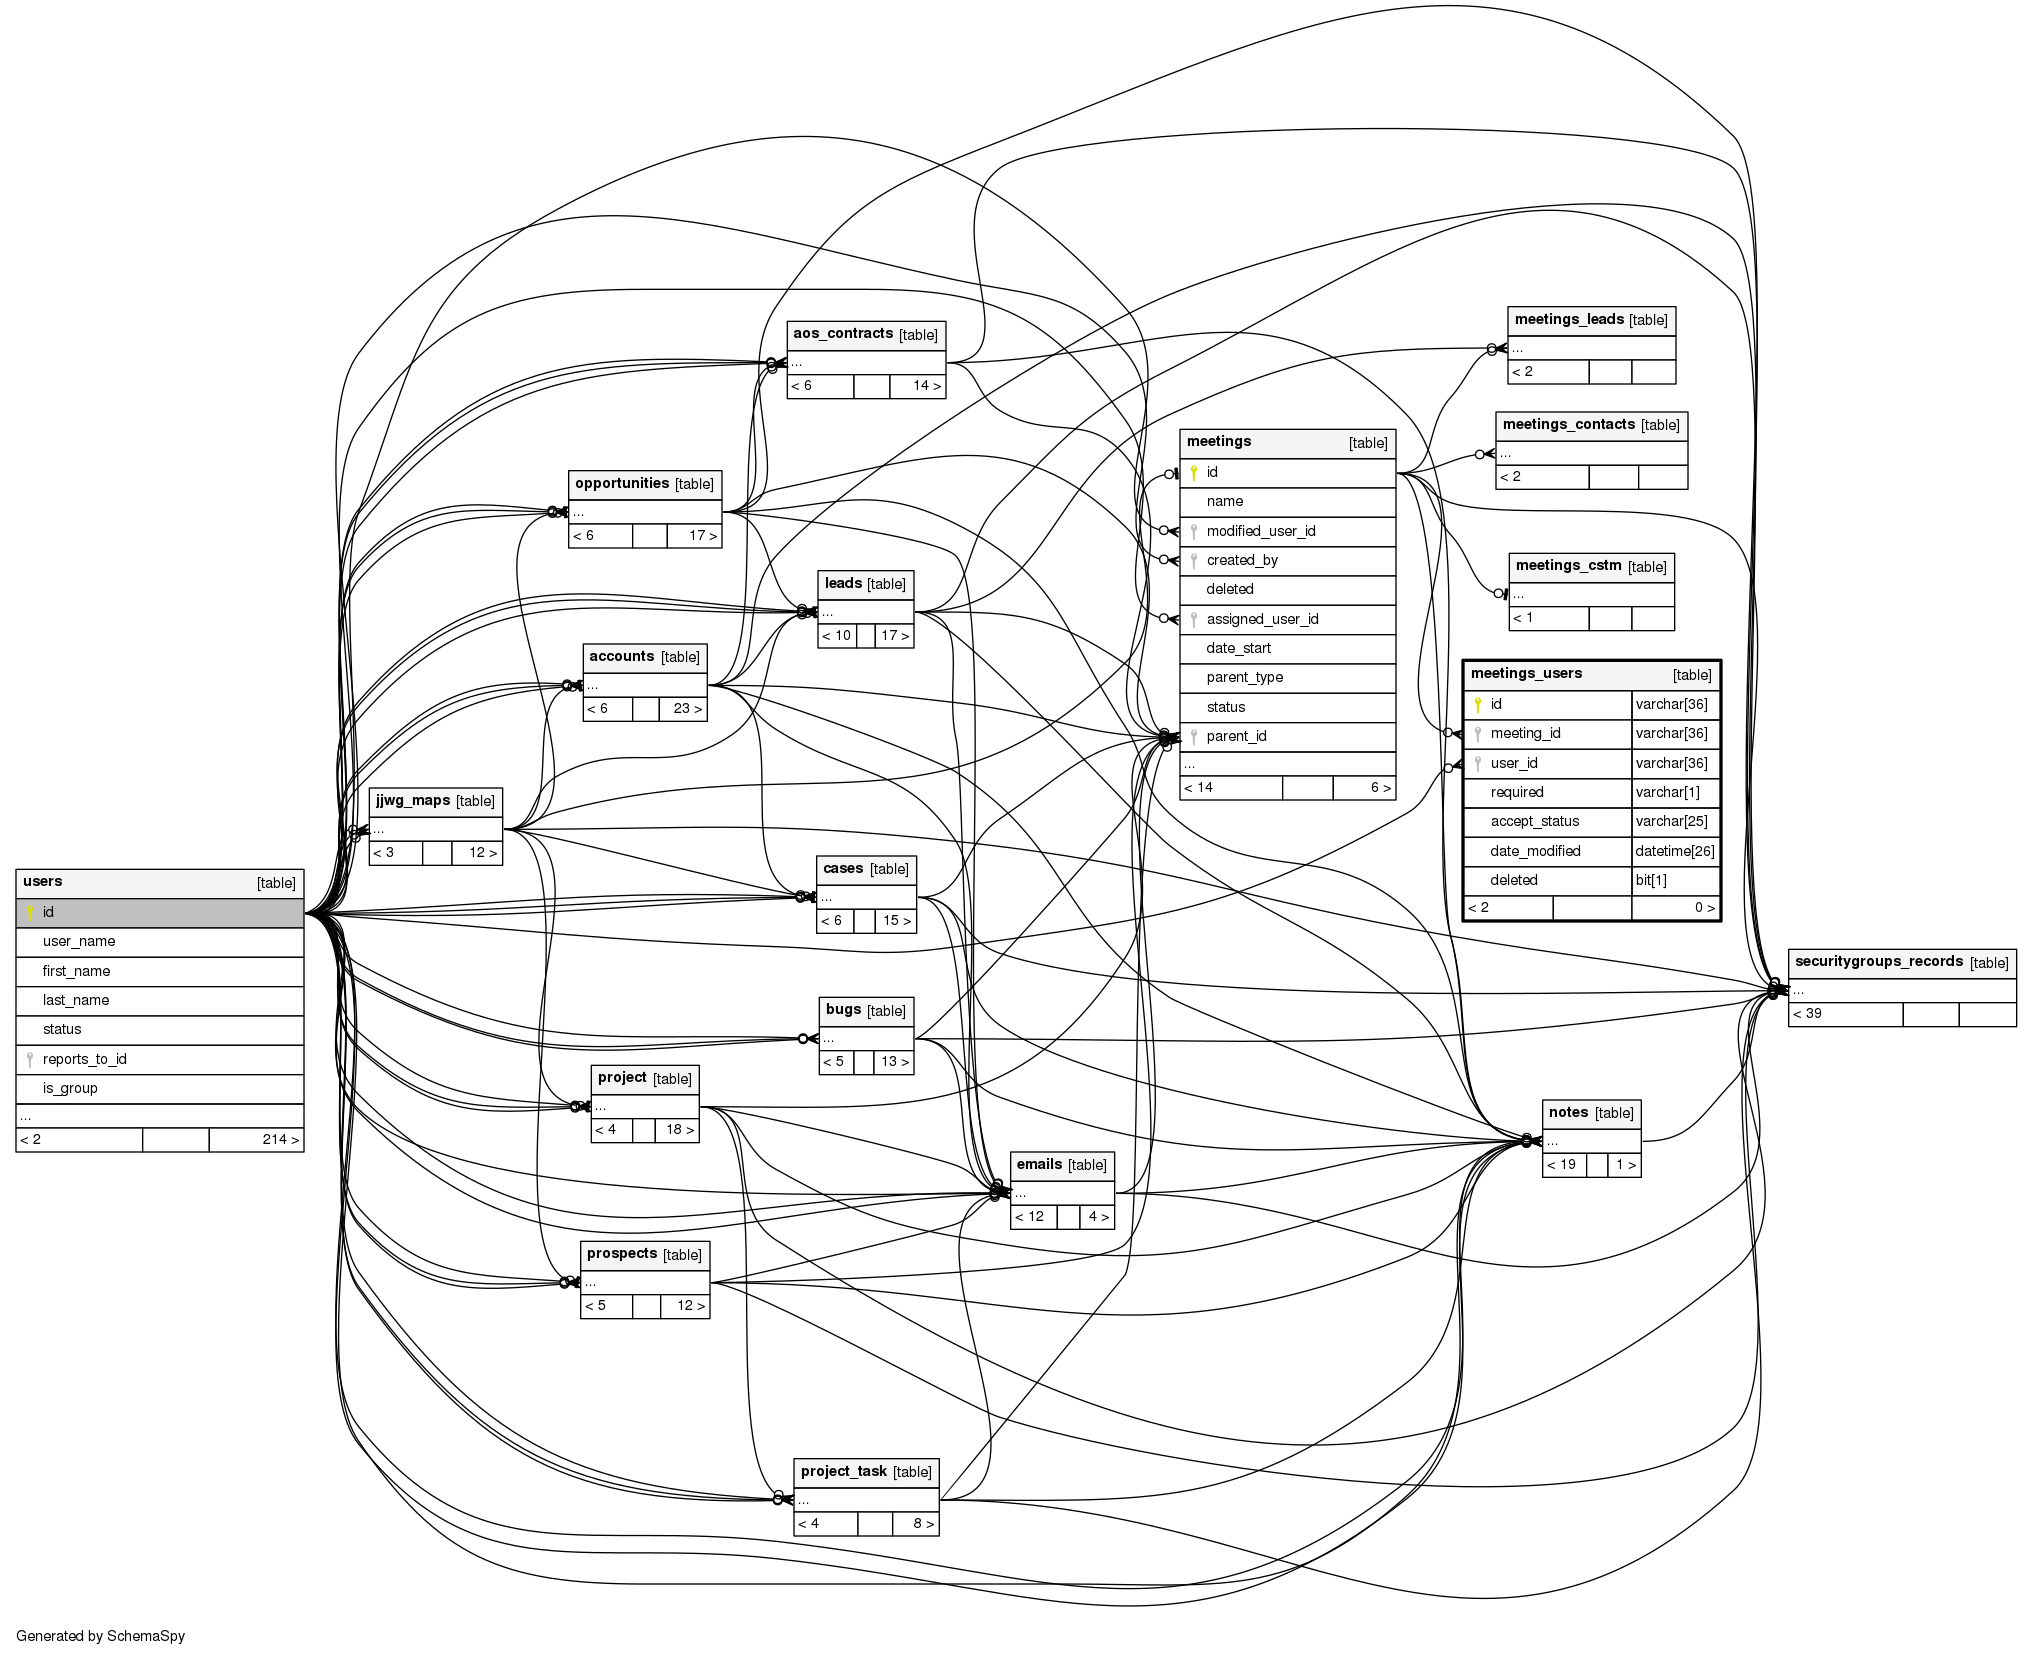 meetings_leads [table]
...
< 2
aos_contracts [table]
...
< 6 14 >
meetings_contacts [table]
...
< 2
meetings [table]
id
name
modified_user_id
created_by
deleted
assigned_user_id
date_start
parent_type
status
parent_id
...
< 14 6 >
opportunities [table]
...
< 6 17 >
meetings_cstm [table]
...
< 1
leads [table]
...
< 10 17 >
accounts [table]
...
< 6 23 >
meetings_users [table]
id varchar[36]
meeting_id varchar[36]
user_id varchar[36]
required varchar[1]
accept_status varchar[25]
date_modified datetime[26]
deleted bit[1]
< 2 0 >
jjwg_maps [table]
...
< 3 12 >
cases [table]
...
< 6 15 >
users [table]
id
user_name
first_name
last_name
status
reports_to_id
is_group
...
< 2 214 >
securitygroups_records [table]
...
< 39
bugs [table]
...
< 5 13 >
project [table]
...
< 4 18 >
notes [table]
...
< 19 1 >
emails [table]
...
< 12 4 >
prospects [table]
...
< 5 12 >
project_task [table]
...
< 4 8 >
Generated by SchemaSpy